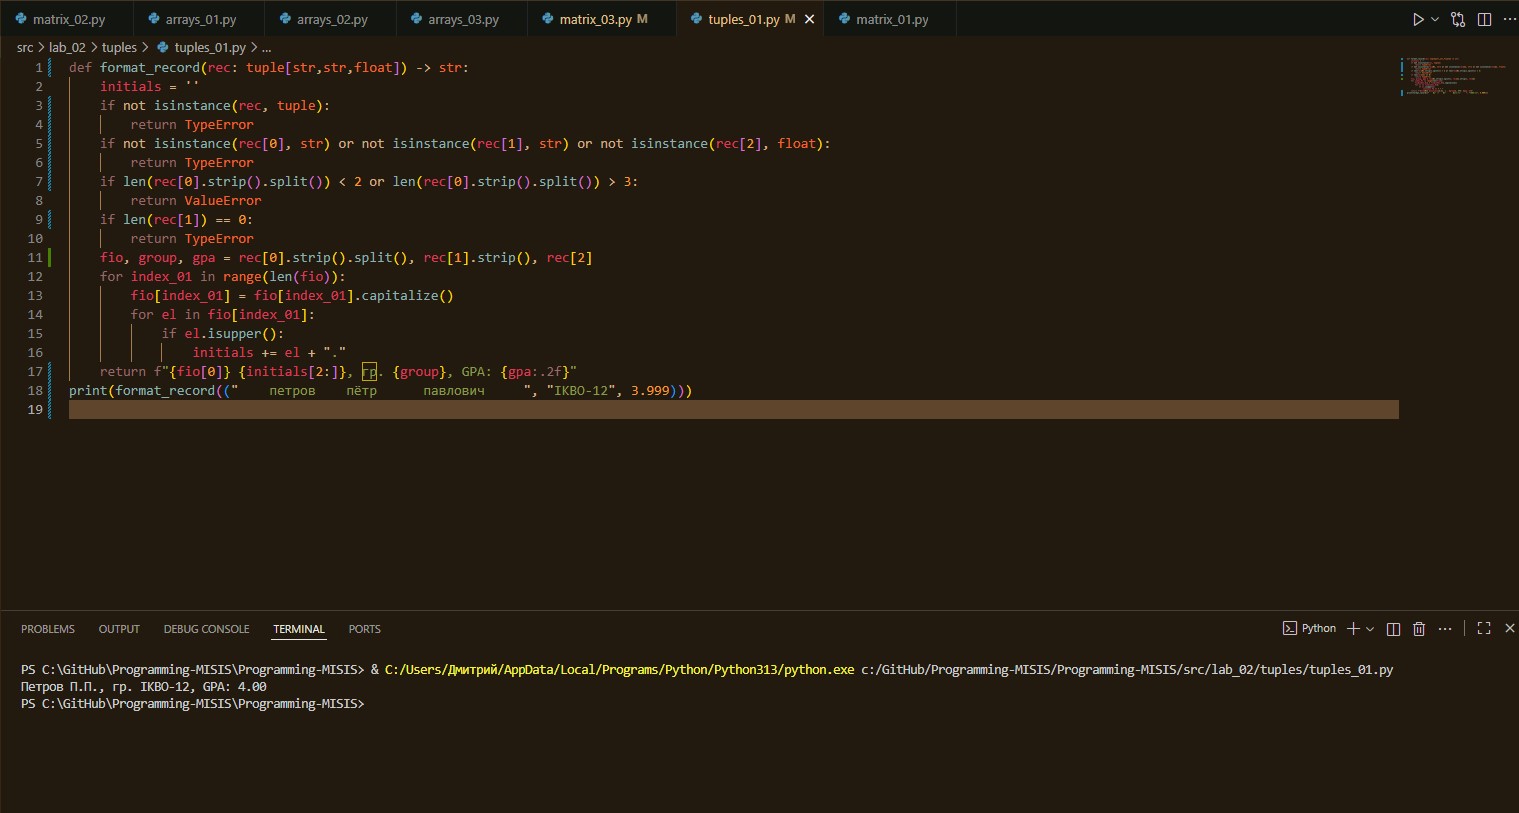 matrix_02.py arrays_01.py arrays_02.py arrays_03.py matrix_03.py M tuples_01.py M matrix_01.py
src > lab_02 > tuples > tuples_01.py > ...
1 def format_record(rec: tuple[str,str,float]) -> str:
2 initials = ''
3 if not isinstance(rec, tuple):
4 return TypeError
5 if not isinstance(rec[0], str) or not isinstance(rec[1], str) or not isinstance(rec[2], float):
6 return TypeError
7 if len(rec[0].strip().split()) < 2 or len(rec[0].strip().split()) > 3:
8 return ValueError
9 if len(rec[1]) == 0:
10 return TypeError
11 fio, group, gpa = rec[0].strip().split(), rec[1].strip(), rec[2]
12 for index_01 in range(len(fio)):
13 fio[index_01] = fio[index_01].capitalize()
14 for el in fio[index_01]:
15 if el.isupper():
16 initials += el + "."
17 return f"{fio[0]} {initials[2:]}, гр. {group}, GPA: {gpa:.2f}"
18 print(format_record(("    петров    пётр      павлович     ", "IKBO-12", 3.999)))
19
PROBLEMS OUTPUT DEBUG CONSOLE TERMINAL PORTS Python
PS C:\GitHub\Programming-MISIS\Programming-MISIS> & C:/Users/Дмитрий/AppData/Local/Programs/Python/Python313/python.exe c:/GitHub/Programming-MISIS/Programming-MISIS/src/lab_02/tuples/tuples_01.py
Петров П.П., гр. IKBO-12, GPA: 4.00
PS C:\GitHub\Programming-MISIS\Programming-MISIS>